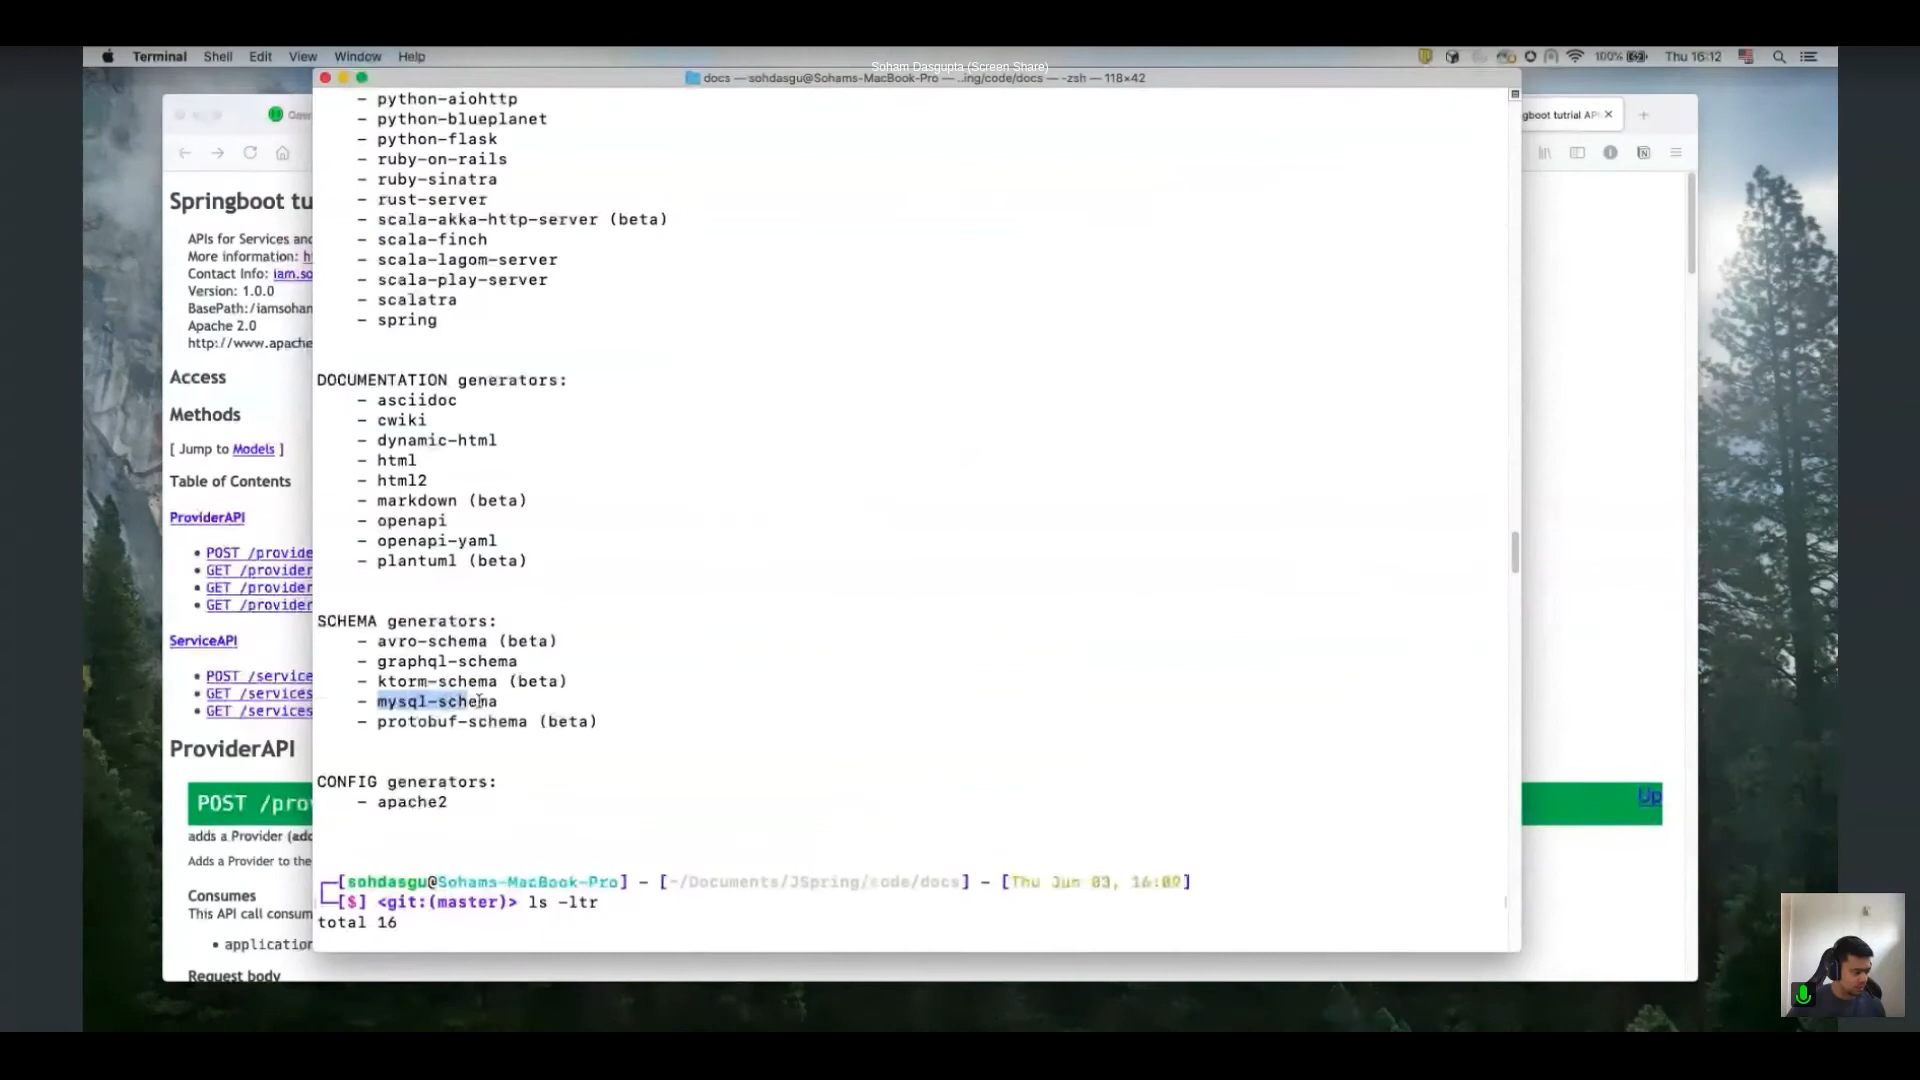 Terminal Shell Edit View Window Help
100%
Thu 16:12
Soham Dasgupta (Screen Share)
docs — sohdasgu@Sohams-MacBook-Pro — ..ing/code/docs — -zsh — 118×42
gboot tutrial AP
Springboot tu
APIs for Services and
More information: h
Contact Info: iam.so
Version: 1.0.0
BasePath:/iamsohan
Apache 2.0
http://www.apache
Access
Methods
[ Jump to Models ]
Table of Contents
ProviderAPI
POST /provide
GET /provider
GET /provider
GET /provider
ServiceAPI
POST /service
GET /services
GET /services
ProviderAPI
POST /prov
Up
adds a Provider (add
Adds a Provider to the
Consumes
This API call consum
application
Request body
- python-aiohttp
- python-blueplanet
- python-flask
- ruby-on-rails
- ruby-sinatra
- rust-server
- scala-akka-http-server (beta)
- scala-finch
- scala-lagom-server
- scala-play-server
- scalatra
- spring
DOCUMENTATION generators:
- asciidoc
- cwiki
- dynamic-html
- html
- html2
- markdown (beta)
- openapi
- openapi-yaml
- plantuml (beta)
SCHEMA generators:
- avro-schema (beta)
- graphql-schema
- ktorm-schema (beta)
- mysql-schema
- protobuf-schema (beta)
CONFIG generators:
- apache2
[sohdasgu@Sohams-MacBook-Pro] - [~/Documents/JSpring/code/docs] - [Thu Jun 03, 16:09]
[$] <git:(master)> ls -ltr
total 16